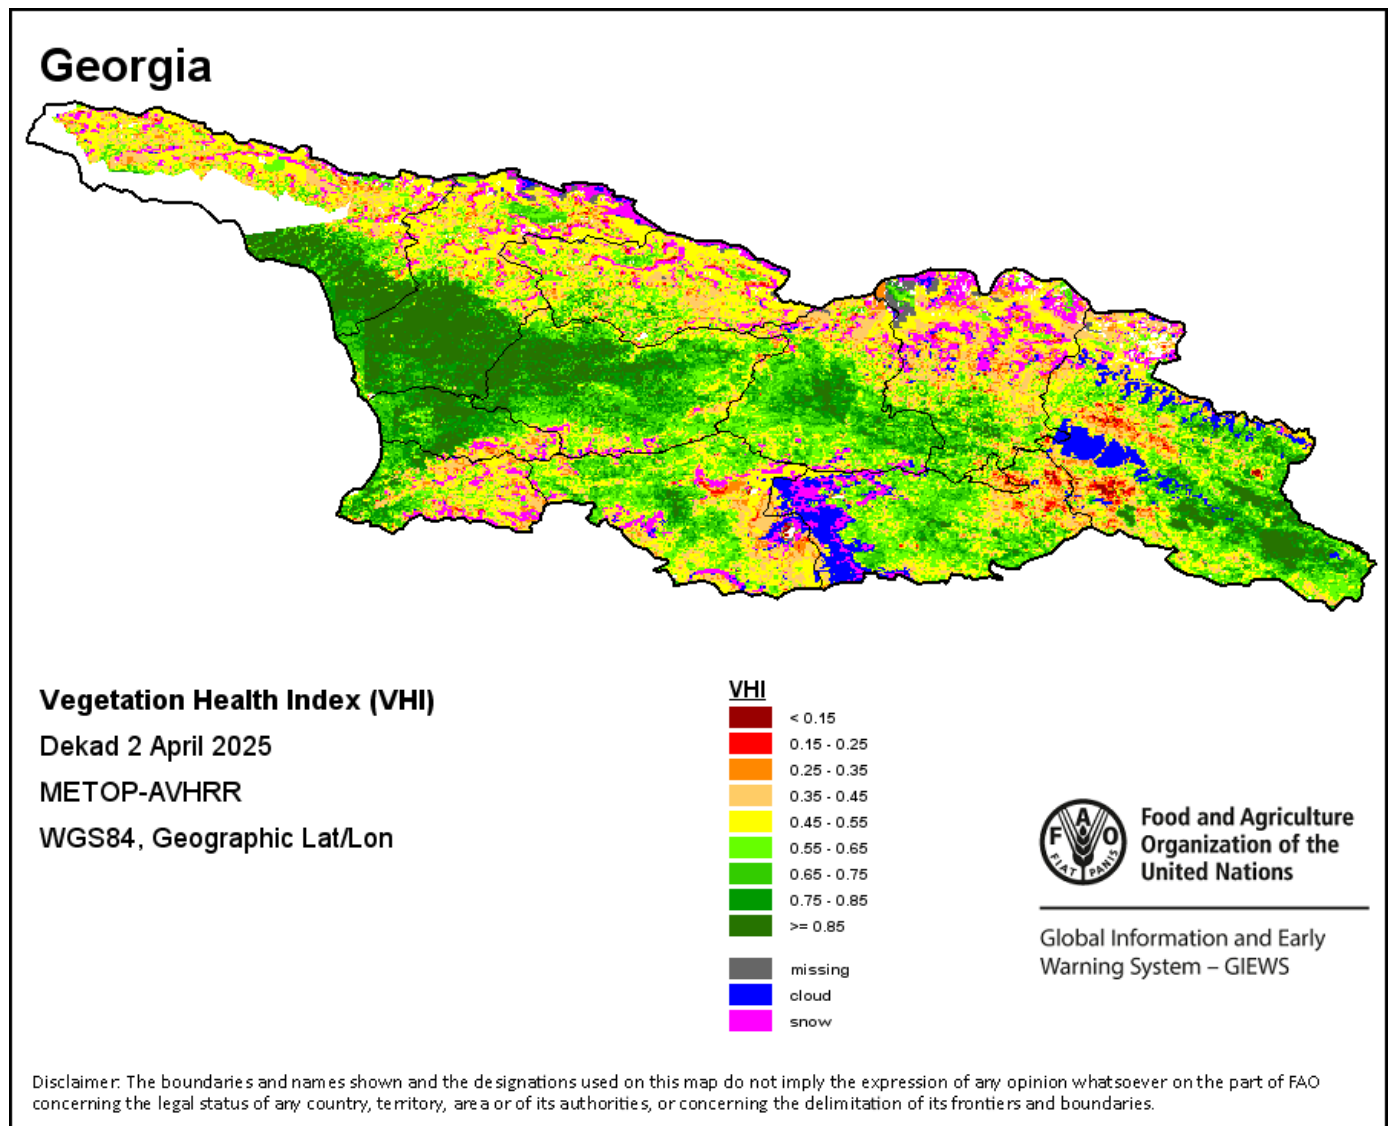 Georgia
Vegetation Health Index (VHI)
Dekad 2 April 2025
METOP-AVHRR
WGS84, Geographic Lat/Lon
VHI
< 0.15
0.15 - 0.25
0.25 - 0.35
0.35 - 0.45
0.45 - 0.55
0.55 - 0.65
0.65 - 0.75
0.75 - 0.85
>= 0.85
missing
cloud
snow
F A O
FIAT PANIS
Food and Agriculture
Organization of the
United Nations
Global Information and Early
Warning System – GIEWS
Disclaimer: The boundaries and names shown and the designations used on this map do not imply the expression of any opinion whatsoever on the part of FAO
concerning the legal status of any country, territory, area or of its authorities, or concerning the delimitation of its frontiers and boundaries.